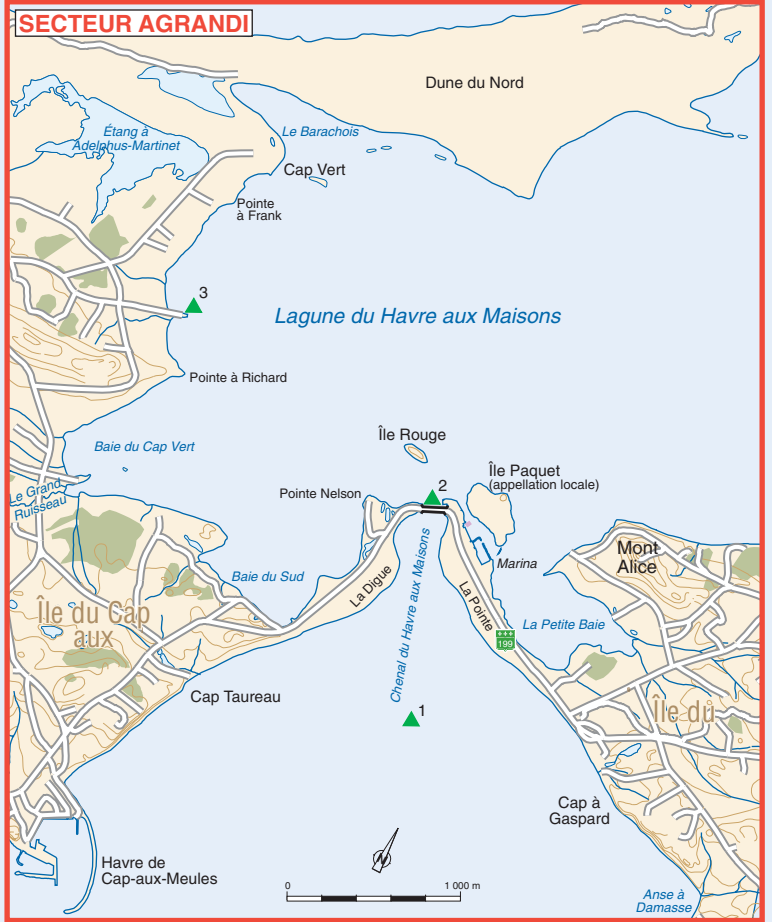 SECTEUR AGRANDI
Dune du Nord
Étang à
Adelphus-Martinet
Le Barachois
Cap Vert
Pointe
à Frank
3
Lagune du Havre aux Maisons
Pointe à Richard
Baie du Cap Vert
Île Rouge
Le Grand
Ruisseau
Pointe Nelson
2
Île Paquet
(appellation locale)
Marina
Mont
Alice
Baie du Sud
La Digue
Chenal du Havre aux Maisons
La Pointe
La Petite Baie
199
Île du Cap
aux
Île du
Cap Taureau
1
Cap à
Gaspard
Havre de
Cap-aux-Meules
N
0
1 000 m
Anse à
Damasse